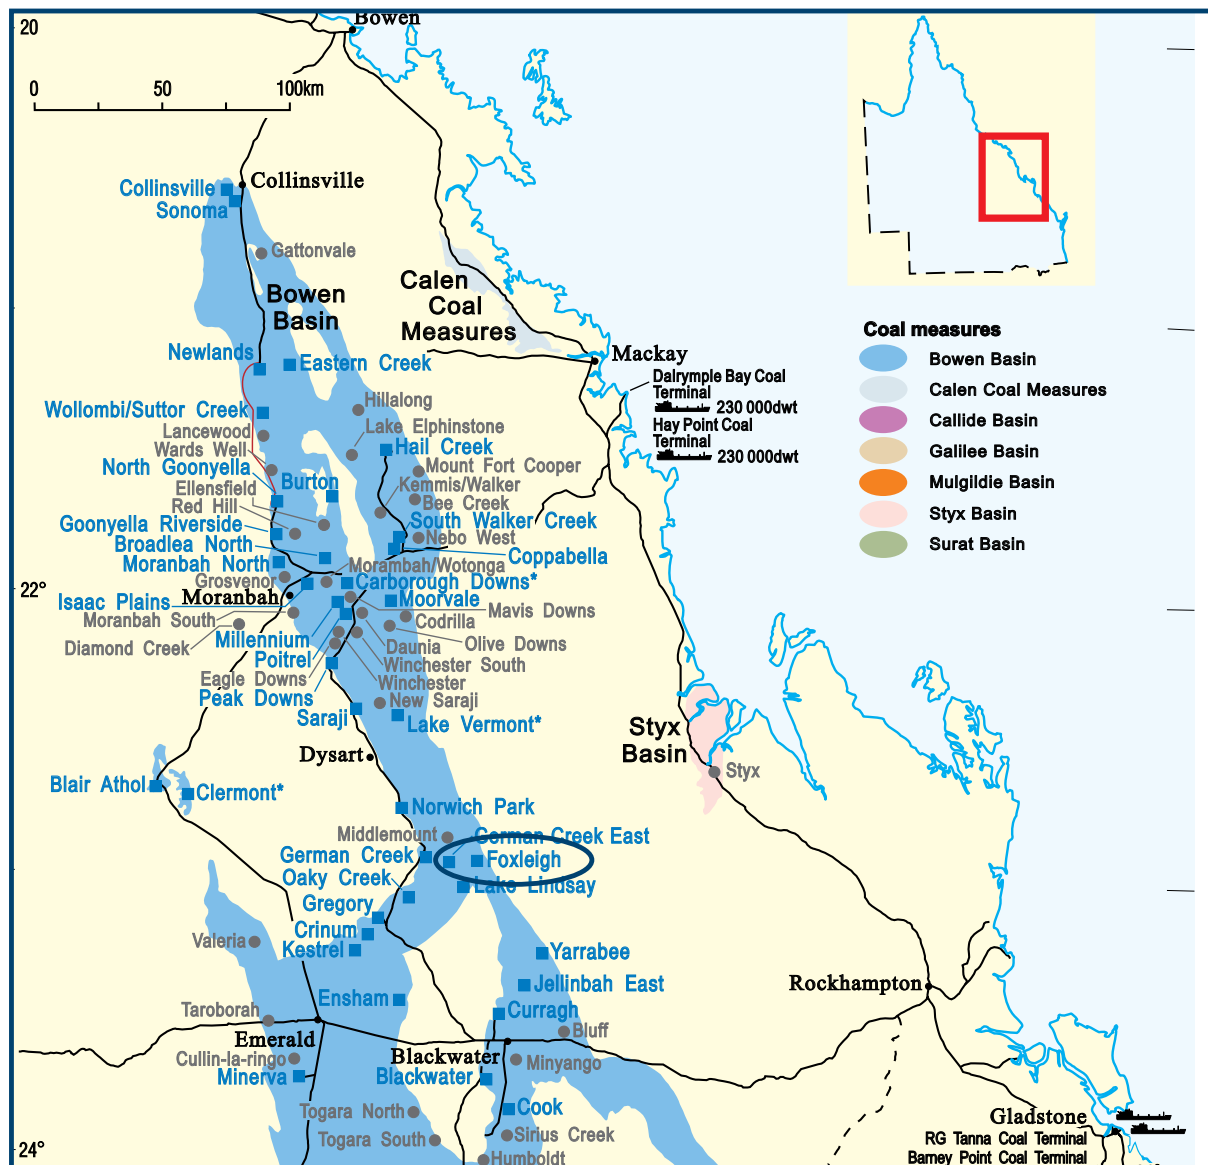 20
Bowen
0 50 100km
Collinsville
Collinsville
Sonoma
Gattonvale
Bowen
Basin
Calen
Coal
Measures
Newlands
Eastern Creek
Mackay
Dalrymple Bay Coal
Terminal
230 000dwt
Hay Point Coal
Terminal
230 000dwt
Wollombi/Suttor Creek
Hillalong
Lancewood
Lake Elphinstone
Wards Well
Hail Creek
North Goonyella
Mount Fort Cooper
Burton
Kemmis/Walker
Ellensfield
Bee Creek
Red Hill
Goonyella Riverside
South Walker Creek
Broadlea North
Nebo West
Coppabella
Moranbah North
Morambah/Wotonga
22°
Grosvenor
Carborough Downs*
Moranbah
Isaac Plains
Moorvale
Mavis Downs
Moranbah South
Codrilla
Millennium
Olive Downs
Diamond Creek
Daunia
Poitrel
Winchester South
Eagle Downs
Winchester
Peak Downs
New Saraji
Saraji
Lake Vermont*
Styx
Basin
Styx
Dysart
Blair Athol
Clermont*
Norwich Park
Middlemount
German Creek East
German Creek
Foxleigh
Oaky Creek
Lake Lindsay
Gregory
Crinum
Valeria
Kestrel
Yarrabee
Jellinbah East
Rockhampton
Ensham
Taroborah
Curragh
Emerald
Bluff
Cullin-la-ringo
Blackwater
Minyango
Minerva
Blackwater
Togara North
Cook
Gladstone
Togara South
Sirius Creek
RG Tanna Coal Terminal
24°
Humboldt
Barney Point Coal Terminal
Coal measures
Bowen Basin
Calen Coal Measures
Callide Basin
Galilee Basin
Mulgildie Basin
Styx Basin
Surat Basin